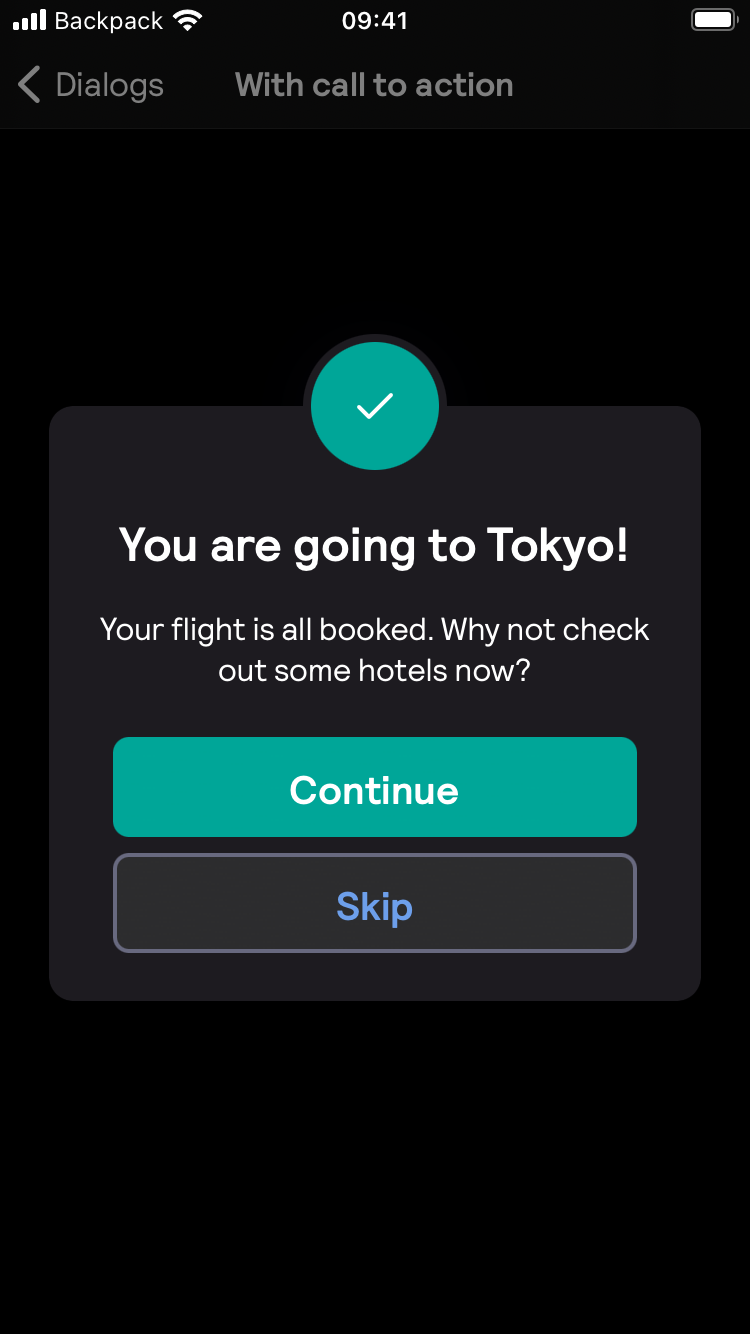 Backpack 09:41
Dialogs With call to action
You are going to Tokyo!
Your flight is all booked. Why not check
out some hotels now?
Continue
Skip